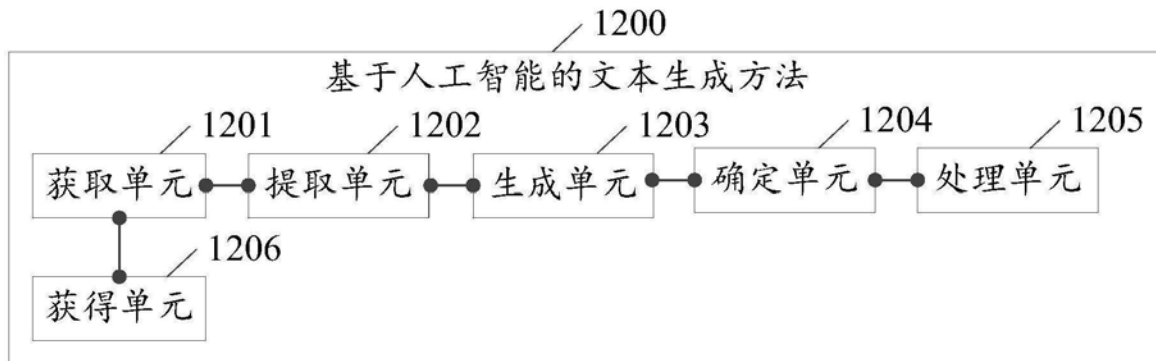 1200
基于人工智能的文本生成方法
1201 1202 1203 1204 1205
获取单元 提取单元 生成单元 确定单元 处理单元
1206
获得单元